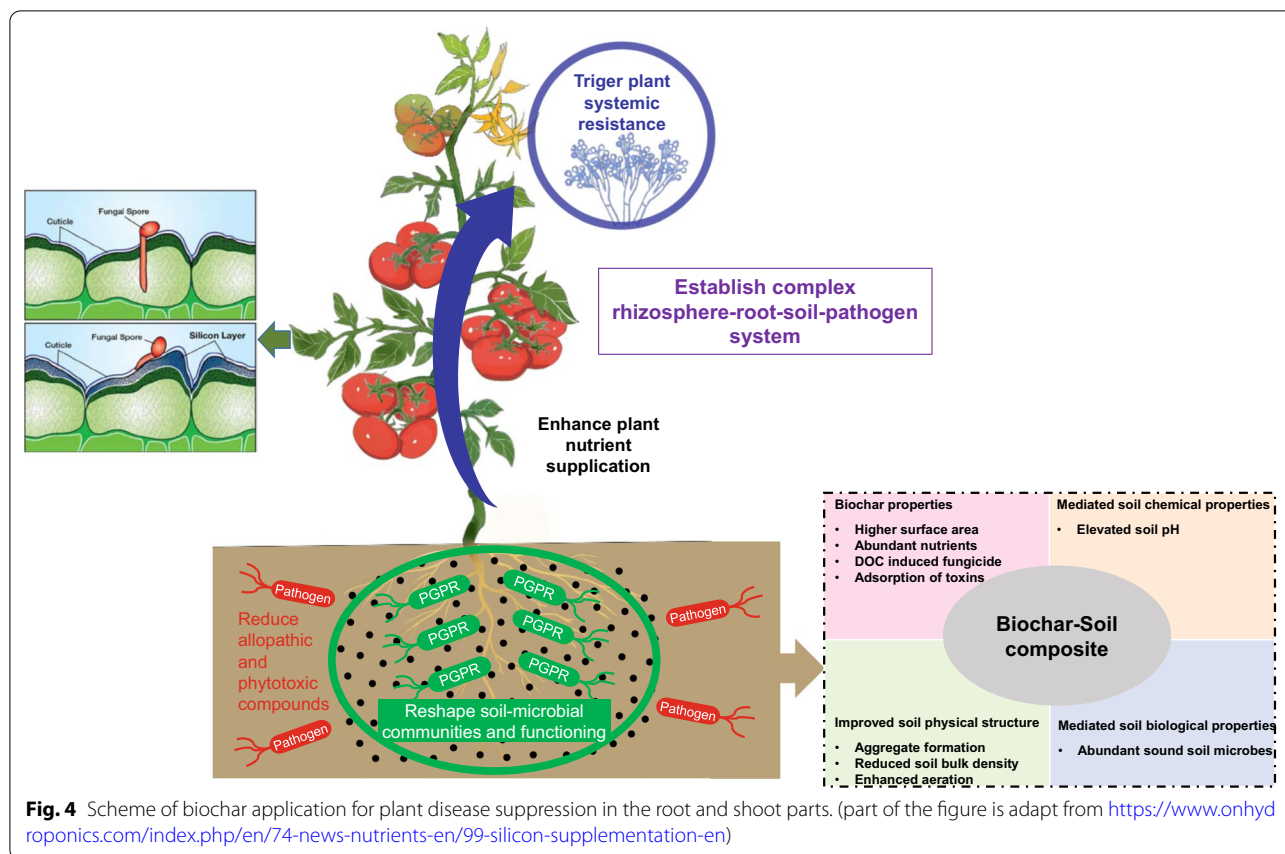 Triger plant
systemic
resistance
Fungal Spore
Cuticle
Fungal Spore
Silicon Layer
Cuticle
Establish complex
rhizosphere-root-soil-pathogen
system
Enhance plant
nutrient
supplication
Pathogen
Pathogen
Pathogen
Pathogen
Reduce
allopathic
and
phytotoxic
compounds
PGPR
PGPR
PGPR
PGPR
PGPR
PGPR
Reshape soil-microbial
communities and functioning
Biochar properties
• Higher surface area
• Abundant nutrients
• DOC induced fungicide
• Adsorption of toxins
Mediated soil chemical properties
• Elevated soil pH
Biochar-Soil
composite
Improved soil physical structure
• Aggregate formation
• Reduced soil bulk density
• Enhanced aeration
Mediated soil biological properties
• Abundant sound soil microbes
Fig. 4 Scheme of biochar application for plant disease suppression in the root and shoot parts. (part of the figure is adapt from https://www.onhyd
roponics.com/index.php/en/74-news-nutrients-en/99-silicon-supplementation-en)